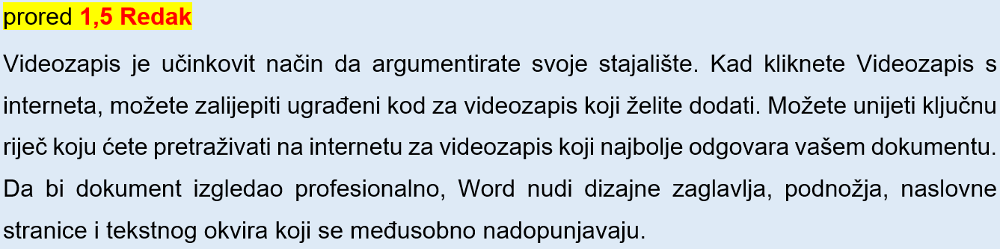 prored 1,5 Redak
Videozapis je učinkovit način da argumentirate svoje stajalište. Kad kliknete Videozapis s
interneta, možete zalijepiti ugrađeni kod za videozapis koji želite dodati. Možete unijeti ključnu
riječ koju ćete pretraživati na internetu za videozapis koji najbolje odgovara vašem dokumentu.
Da bi dokument izgledao profesionalno, Word nudi dizajne zaglavlja, podnožja, naslovne
stranice i tekstnog okvira koji se međusobno nadopunjavaju.